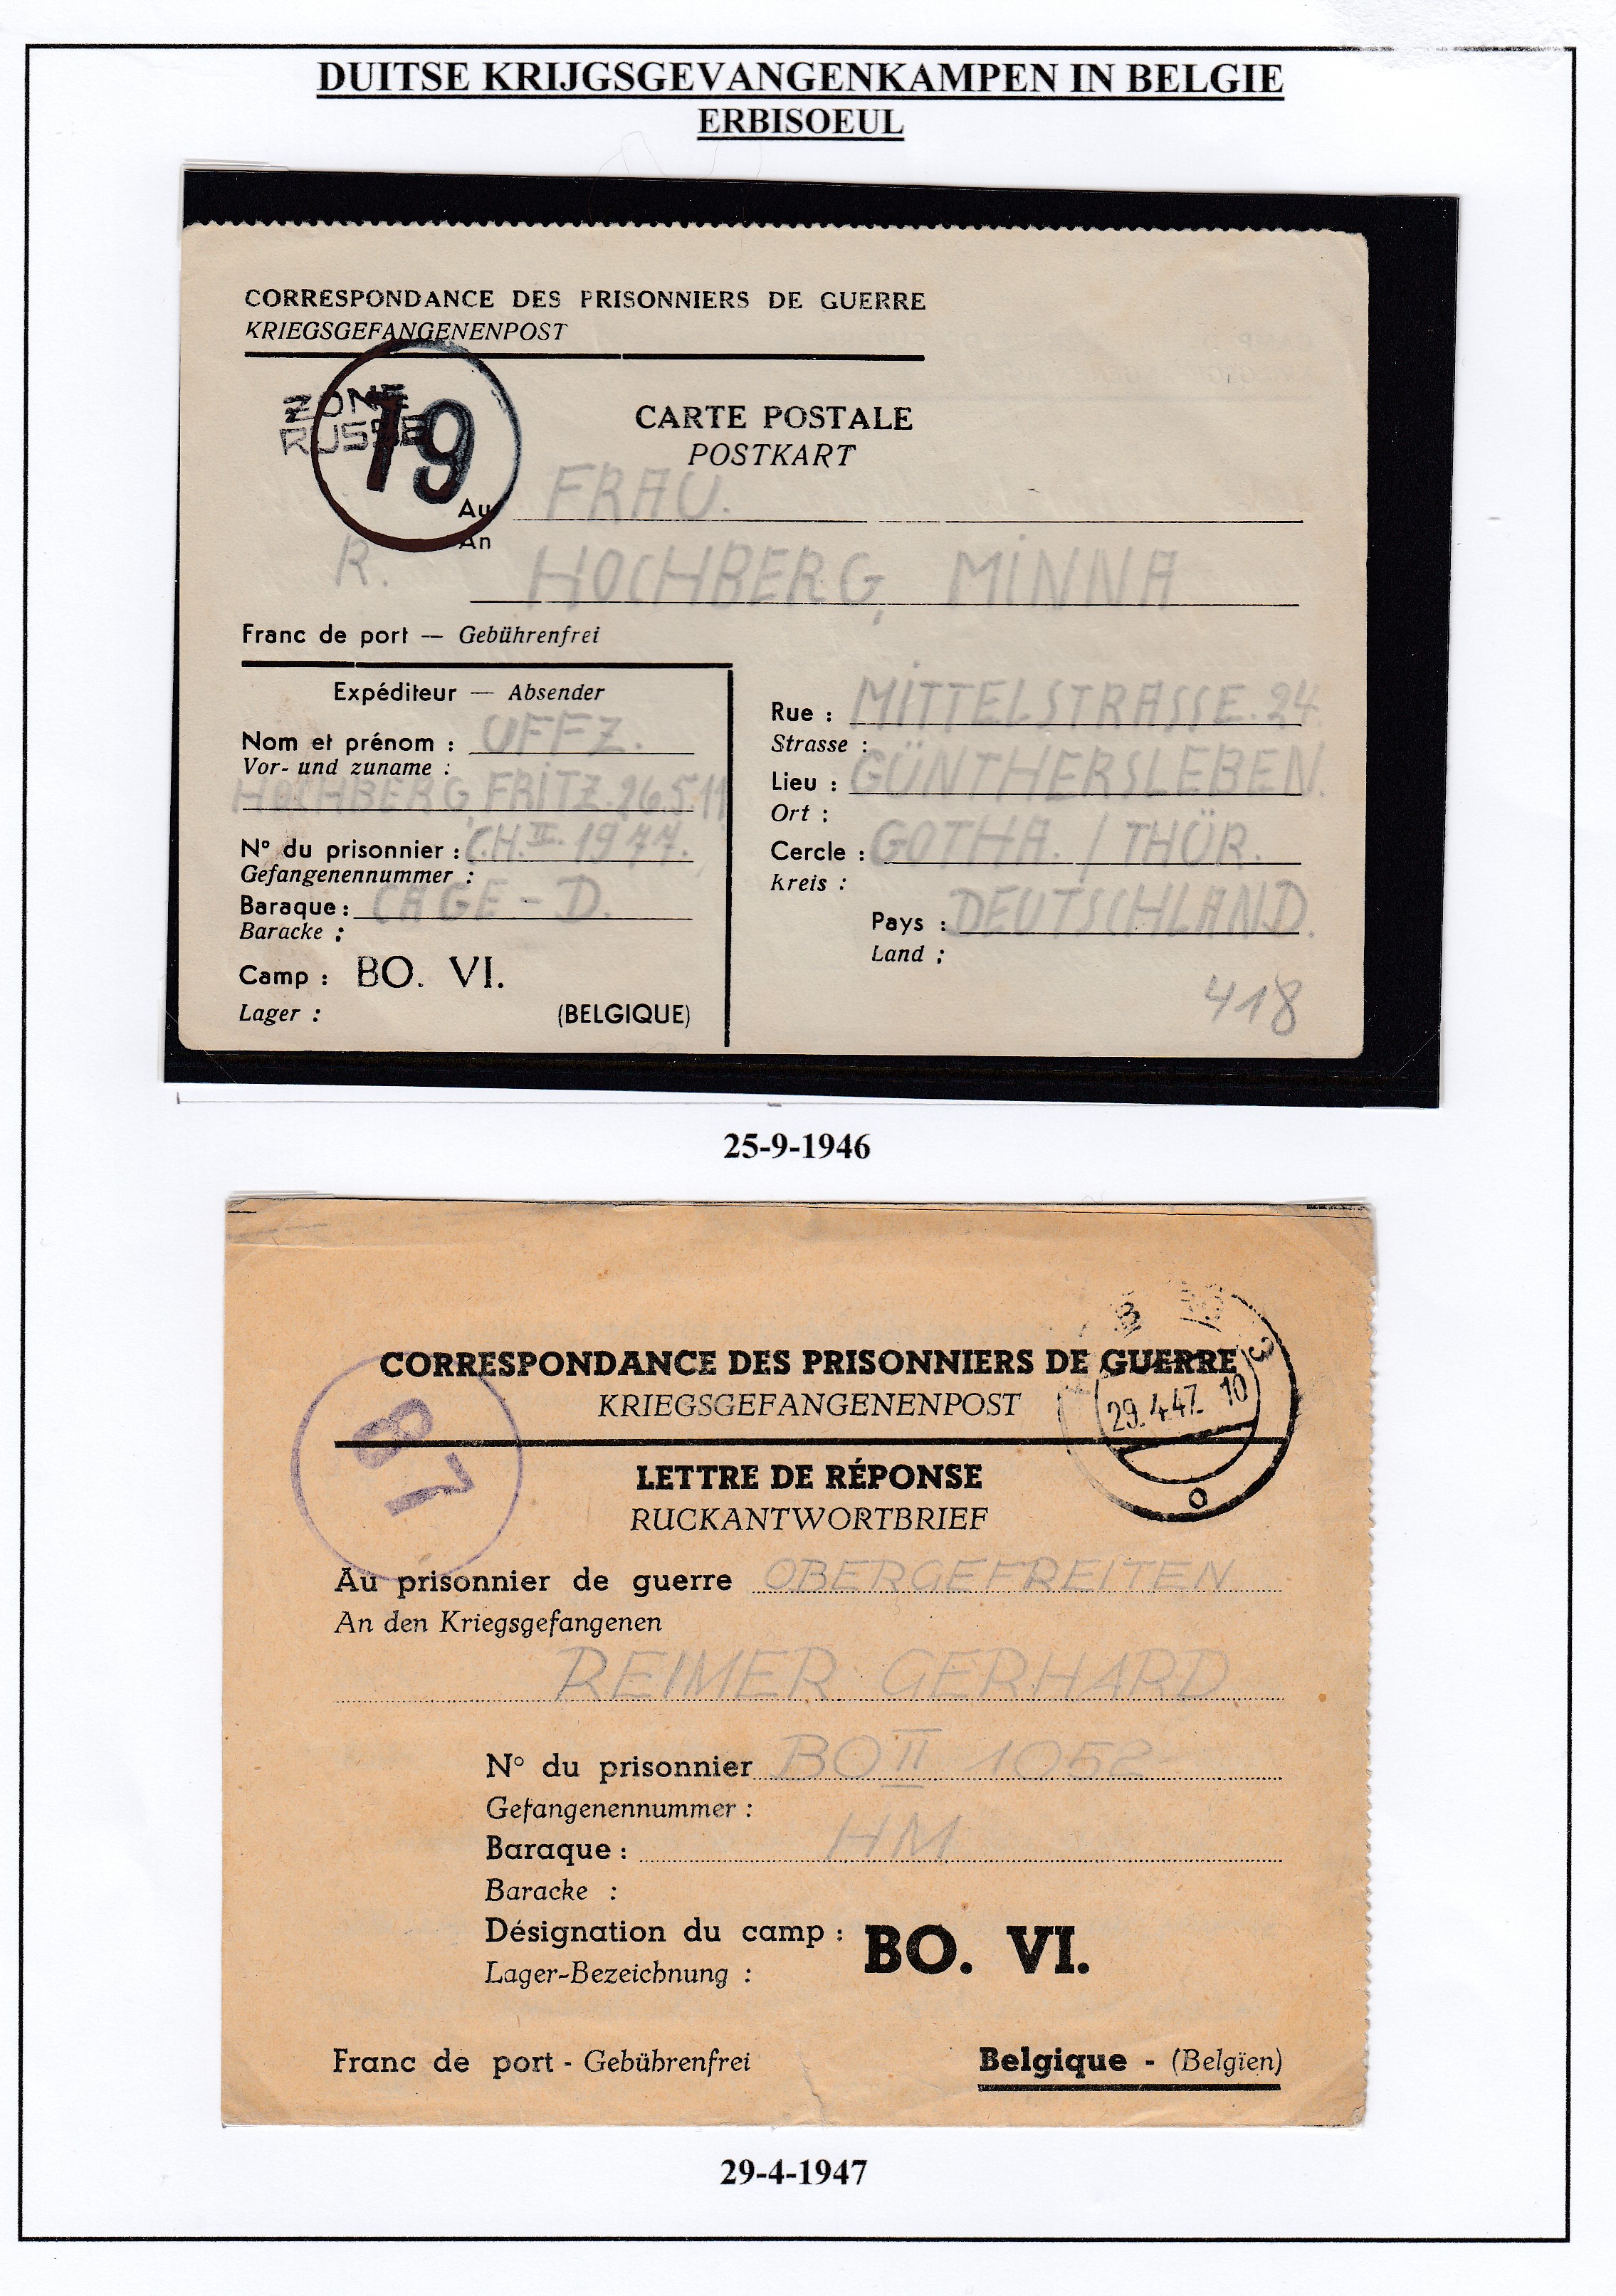 DUITSE KRIJGSGEVANGENKAMPEN IN BELGIE
ERBISOEUL
CORRESPONDANCE DES PRISONNIERS DE GUERRE
KRIEGSGEFANGENENPOST
ZONE
RUSSE
19
CARTE POSTALE
POSTKART
Au FRAU.
An
R. HOCHBERG, MINNA
Franc de port — Gebührenfrei
Expéditeur — Absender
Nom et prénom : UFFZ.
Vor- und zuname :
HOCHBERG, FRITZ. 26.5.11
N° du prisonnier : C.H. II. 1977.
Gefangenennummer :
Baraque : CAGE - D.
Baracke :
Camp : BO. VI.
Lager : (BELGIQUE)
Rue : MITTELSTRASSE. 24.
Strasse :
Lieu : GÜNTHERSLEBEN.
Ort :
Cercle : GOTHA. / THÜR.
kreis :
Pays : DEUTSCHLAND.
Land :
418
25-9-1946
CORRESPONDANCE DES PRISONNIERS DE GUERRE
KRIEGSGEFANGENENPOST
29.4.47. 10
87
LETTRE DE RÉPONSE
RUCKANTWORTBRIEF
Au prisonnier de guerre OBERGEFREITEN
An den Kriegsgefangenen
REIMER GERHARD.
N° du prisonnier BO II 1052
Gefangenennummer :
Baraque : HM
Baracke :
Désignation du camp : BO. VI.
Lager-Bezeichnung :
Franc de port - Gebührenfrei
Belgique - (Belgien)
29-4-1947